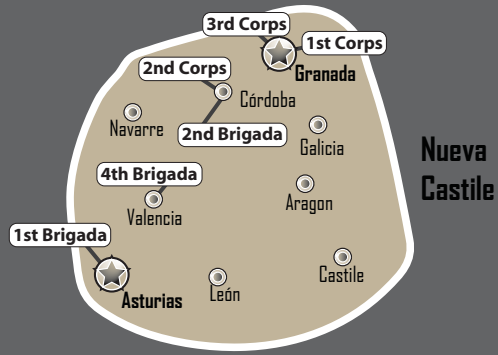 3rd Corps
1st Corps
2nd Corps
Granada
Córdoba
Navarre
2nd Brigada
Galicia
Nueva
Castile
4th Brigada
Aragon
Valencia
1st Brigada
Castile
León
Asturias